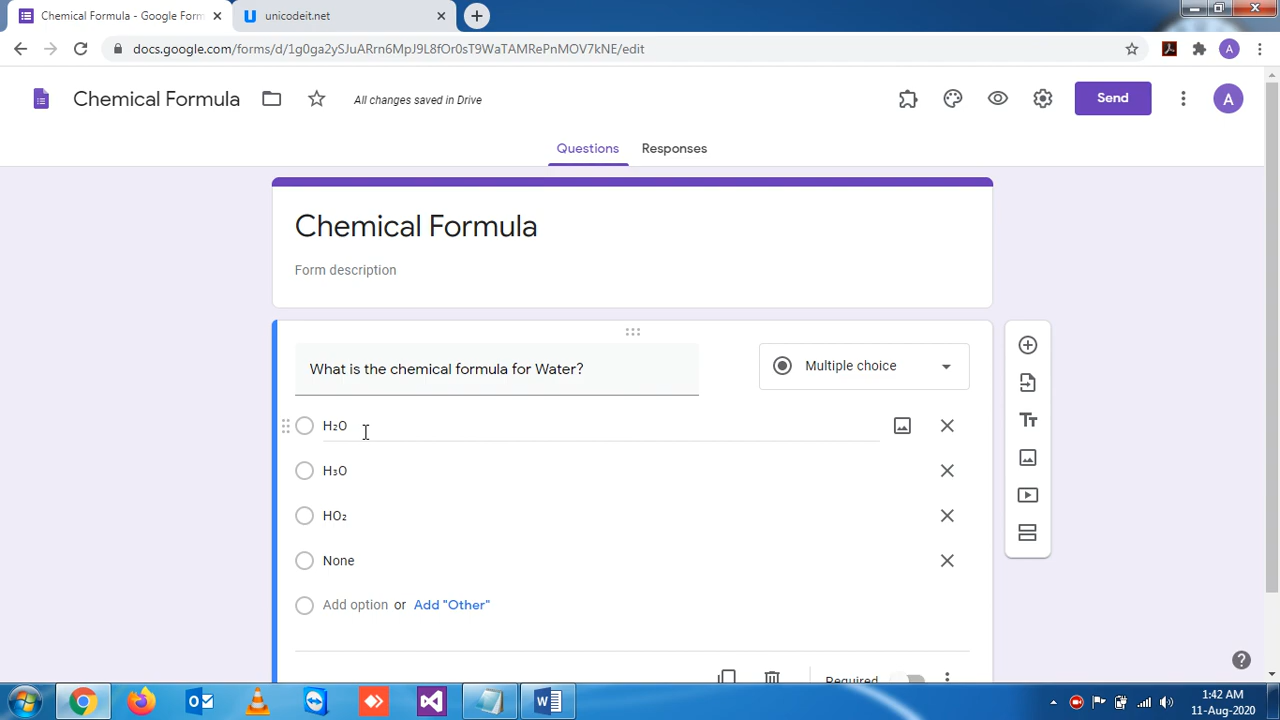 Chemical Formula - Google Form
unicodeit.net
docs.google.com/forms/d/1g0ga2ySJuARrn6MpJ9L8fOr0sT9WaTAMRePnMOV7kNE/edit
A
Chemical Formula
All changes saved in Drive
Send
A
Questions
Responses
Chemical Formula
Form description
What is the chemical formula for Water?
Multiple choice
H₂O
H₃O
HO₂
None
Add option or Add "Other"
Required
1:42 AM
11-Aug-2020